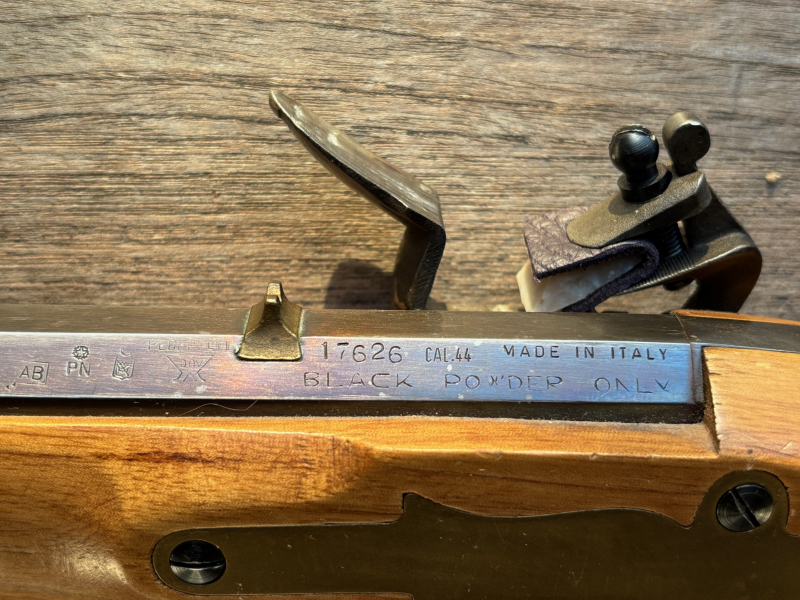 AB PN 17626 CAL.44 MADE IN ITALY
BLACK POWDER ONLY